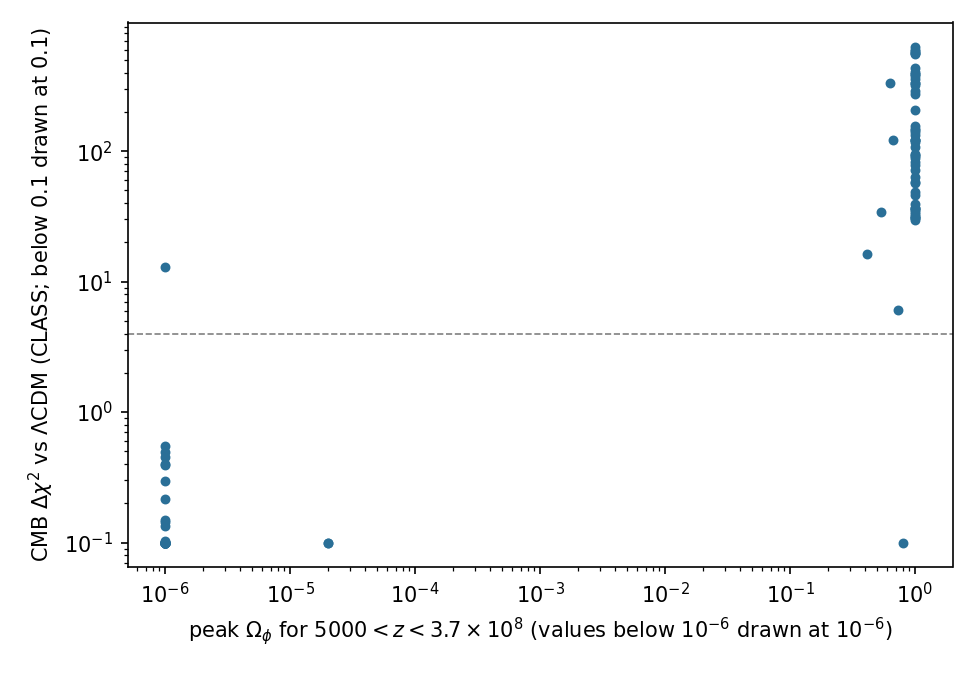 CMB Δχ² vs ΛCDM (CLASS; below 0.1 drawn at 0.1)
10²
10¹
10⁰
10⁻¹
10⁻⁶ 10⁻⁵ 10⁻⁴ 10⁻³ 10⁻² 10⁻¹ 10⁰
peak Ω_ϕ for 5000 < z < 3.7 × 10⁸ (values below 10⁻⁶ drawn at 10⁻⁶)